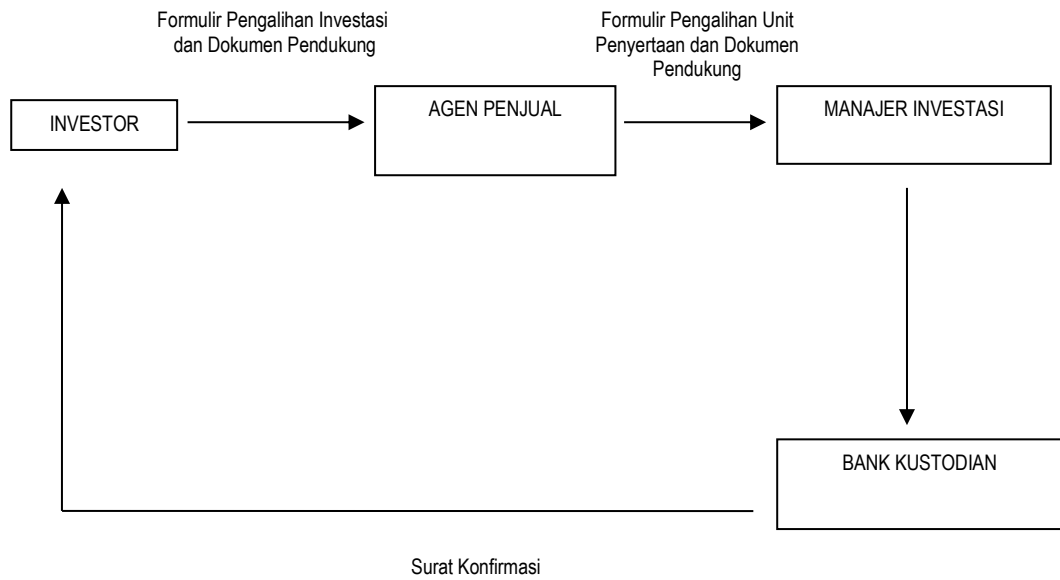 Formulir Pengalihan Investasi
dan Dokumen Pendukung
Formulir Pengalihan Unit
Penyertaan dan Dokumen
Pendukung
INVESTOR
AGEN PENJUAL
MANAJER INVESTASI
BANK KUSTODIAN
Surat Konfirmasi